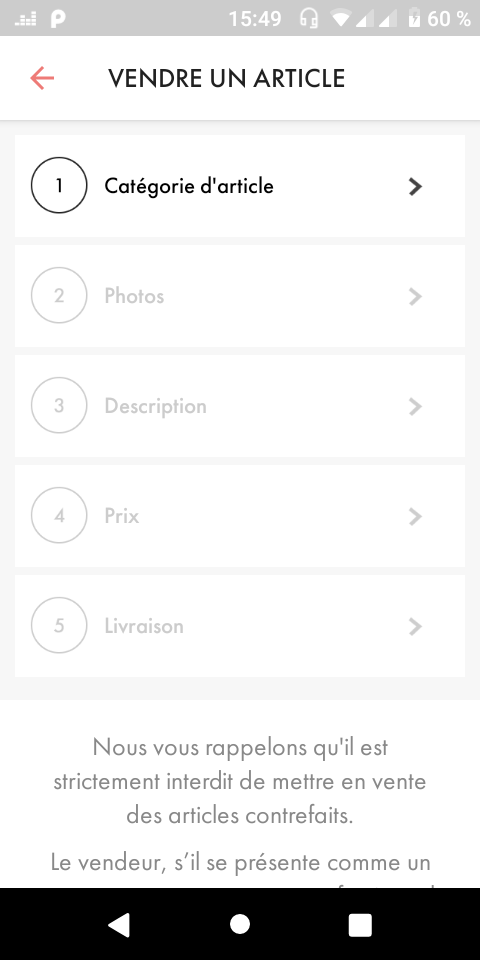 15:49 60 %
VENDRE UN ARTICLE
1 Catégorie d'article
2 Photos
3 Description
4 Prix
5 Livraison
Nous vous rappelons qu'il est
strictement interdit de mettre en vente
des articles contrefaits.
Le vendeur, s’il se présente comme un